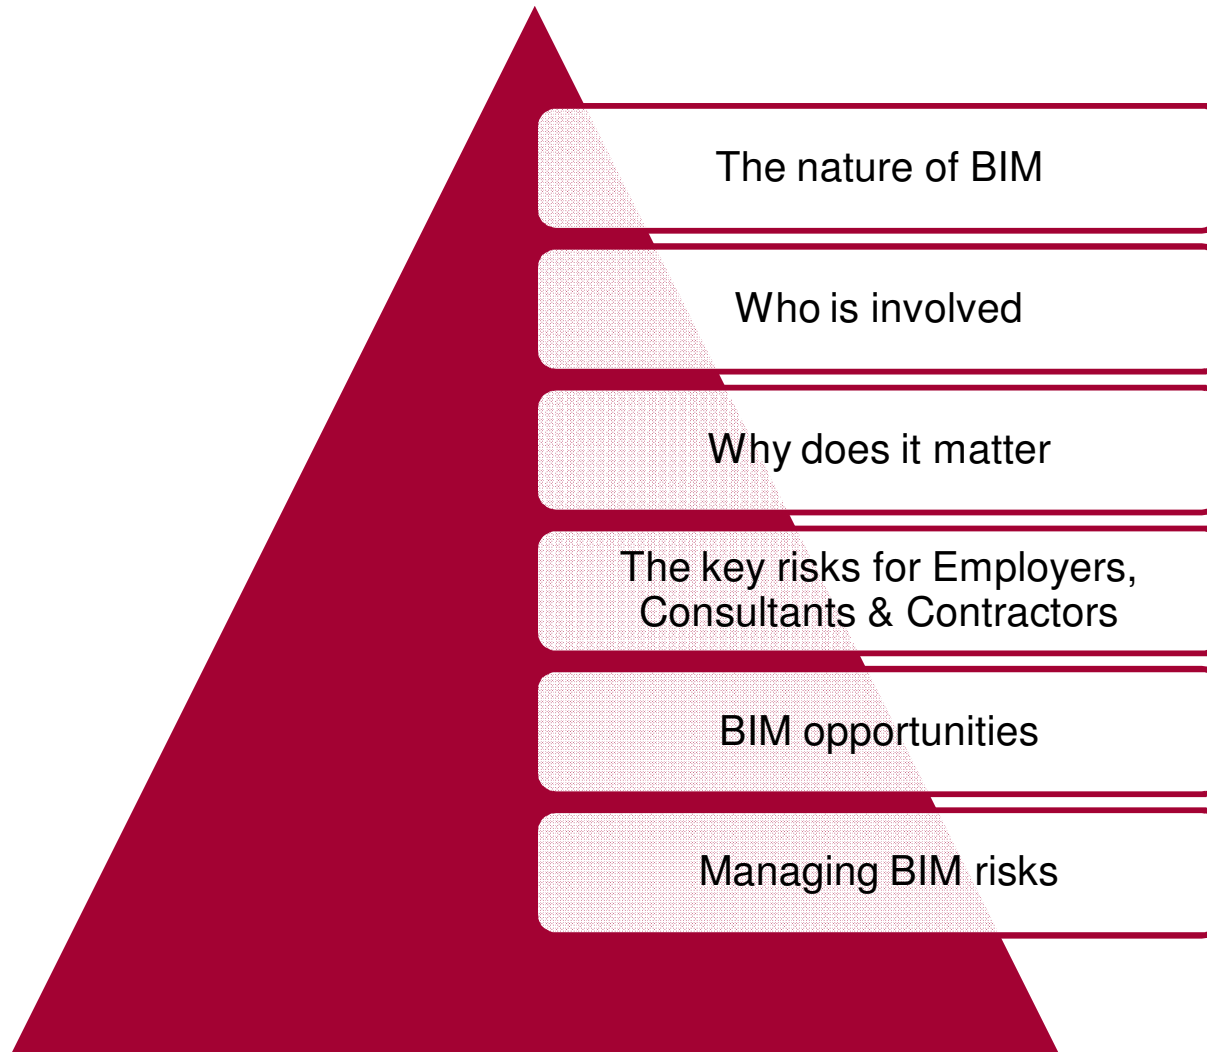 The nature of BIM
Who is involved
Why does it matter
The key risks for Employers,
Consultants & Contractors
BIM opportunities
Managing BIM risks